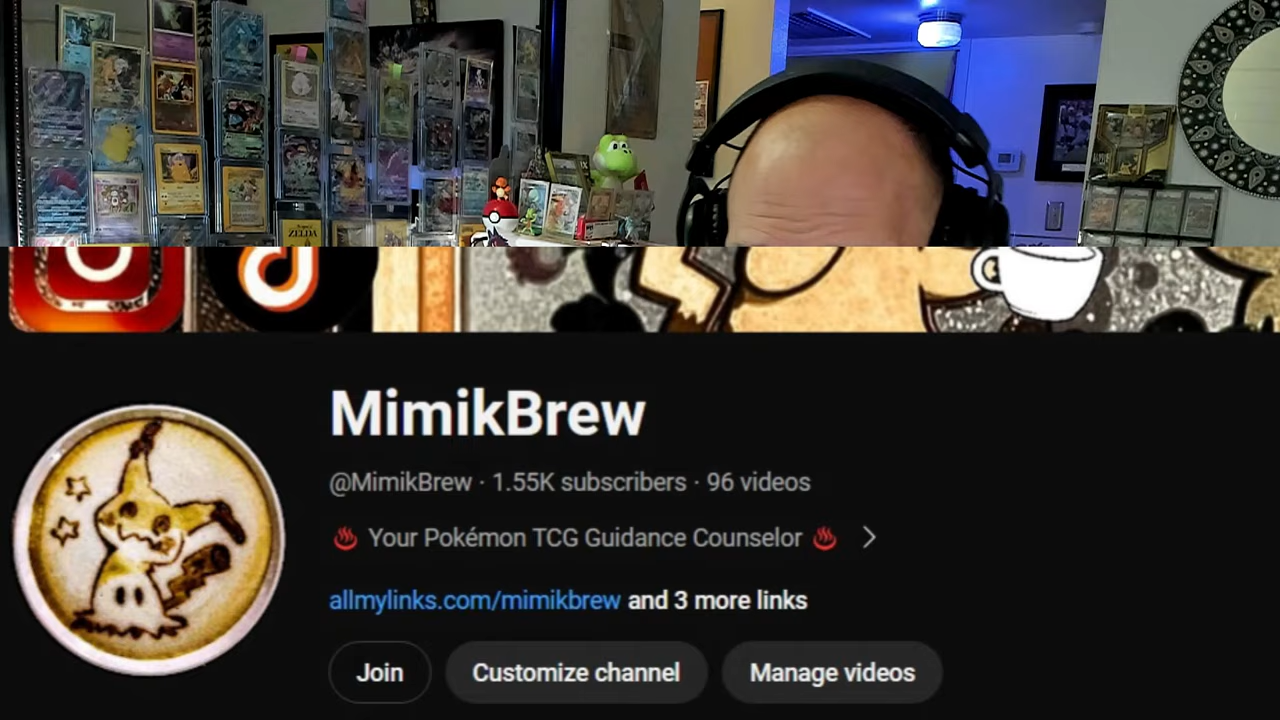 ZELDA
MimikBrew
@MimikBrew · 1.55K subscribers · 96 videos
♨ Your Pokémon TCG Guidance Counselor ♨ >
allmylinks.com/mimikbrew and 3 more links
Join
Customize channel
Manage videos